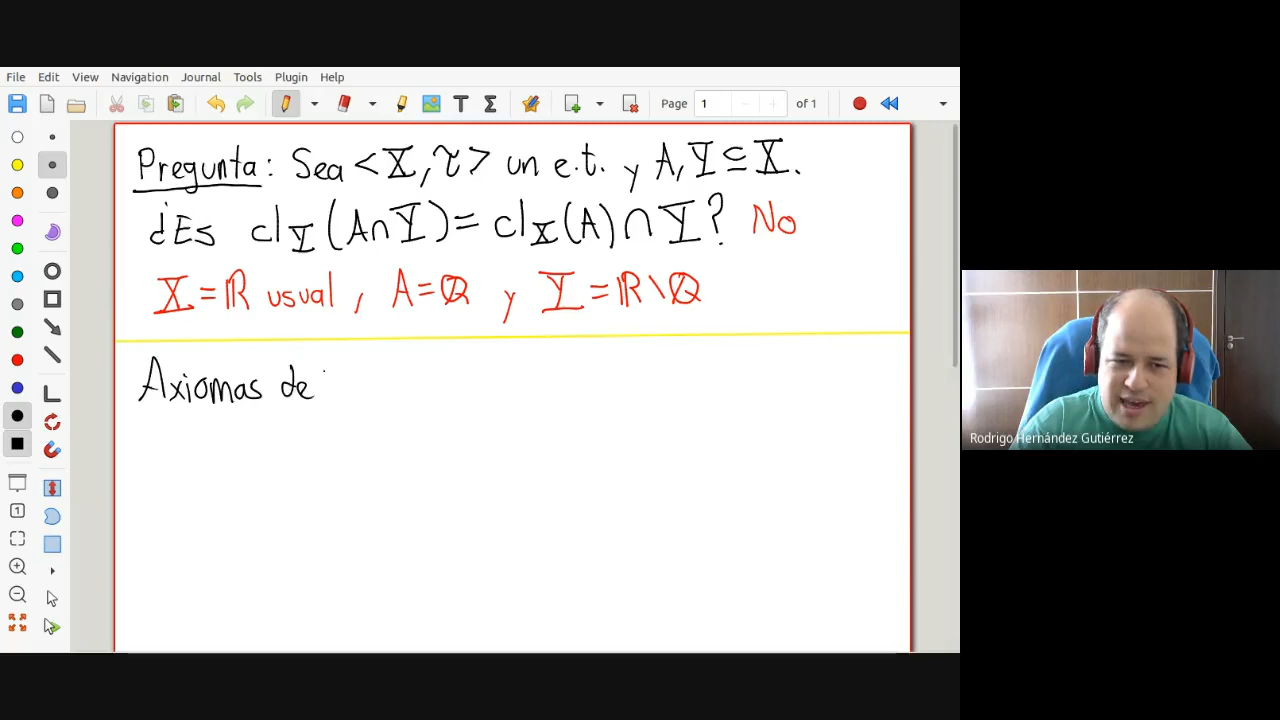 File Edit View Navigation Journal Tools Plugin Help
Page 1 of 1
Pregunta: Sea <X, τ> un e.t. y A, Y ⊆ X.
¿Es cl_Y(A∩Y) = cl_X(A) ∩ Y? No
X = ℝ usual, A = ℚ y Y = ℝ\ℚ
Axiomas de
Rodrigo Hernández Gutiérrez